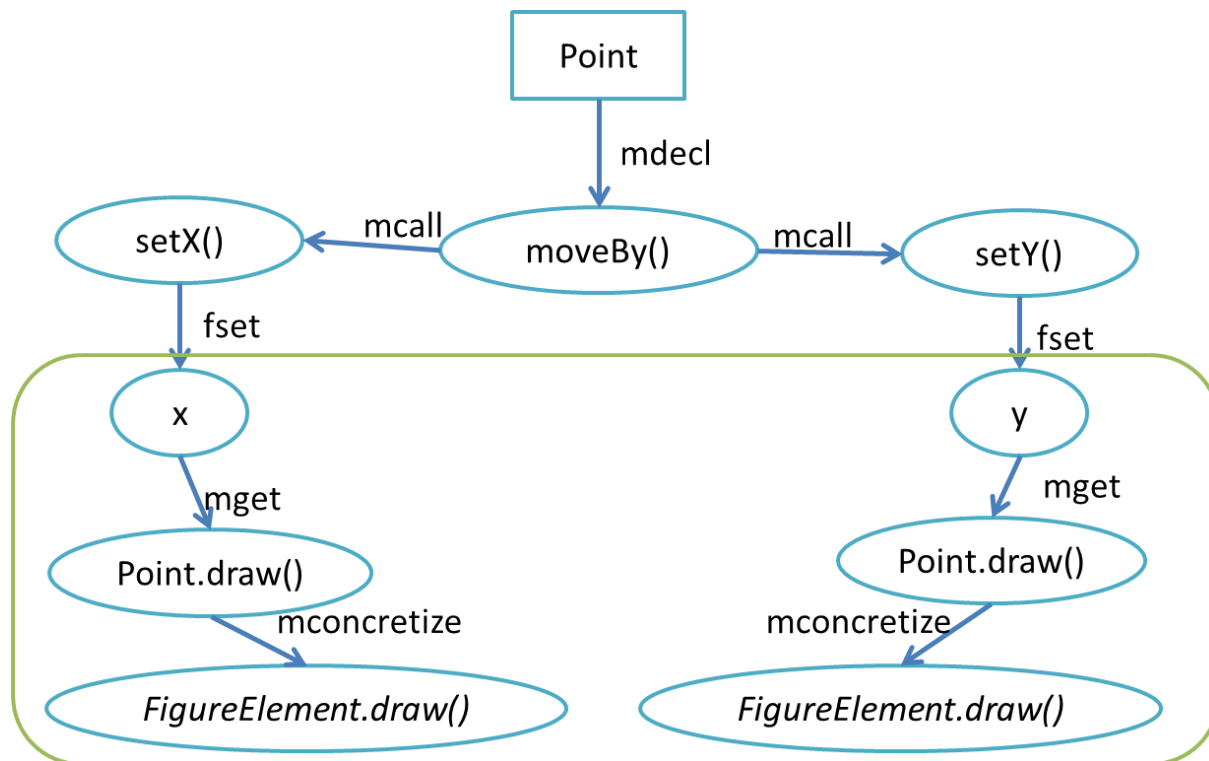 Point
mdecl
setX()
mcall
moveBy()
mcall
setY()
fset
fset
x
y
mget
mget
Point.draw()
Point.draw()
mconcretize
mconcretize
FigureElement.draw()
FigureElement.draw()